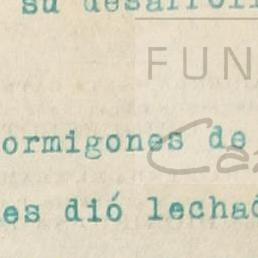 su desarroll
FUN
ormigones de
Ca
es dió lechad